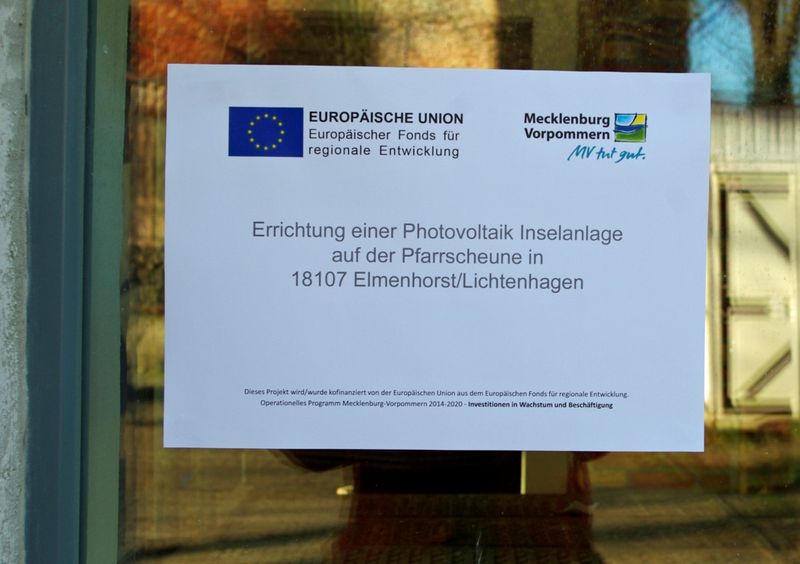 EUROPÄISCHE UNION
Europäischer Fonds für
regionale Entwicklung
Mecklenburg
Vorpommern
MV tut gut.
Errichtung einer Photovoltaik Inselanlage
auf der Pfarrscheune in
18107 Elmenhorst/Lichtenhagen
Dieses Projekt wird/wurde kofinanziert von der Europäischen Union aus dem Europäischen Fonds für regionale Entwicklung.
Operationelles Programm Mecklenburg-Vorpommern 2014-2020 - Investitionen in Wachstum und Beschäftigung